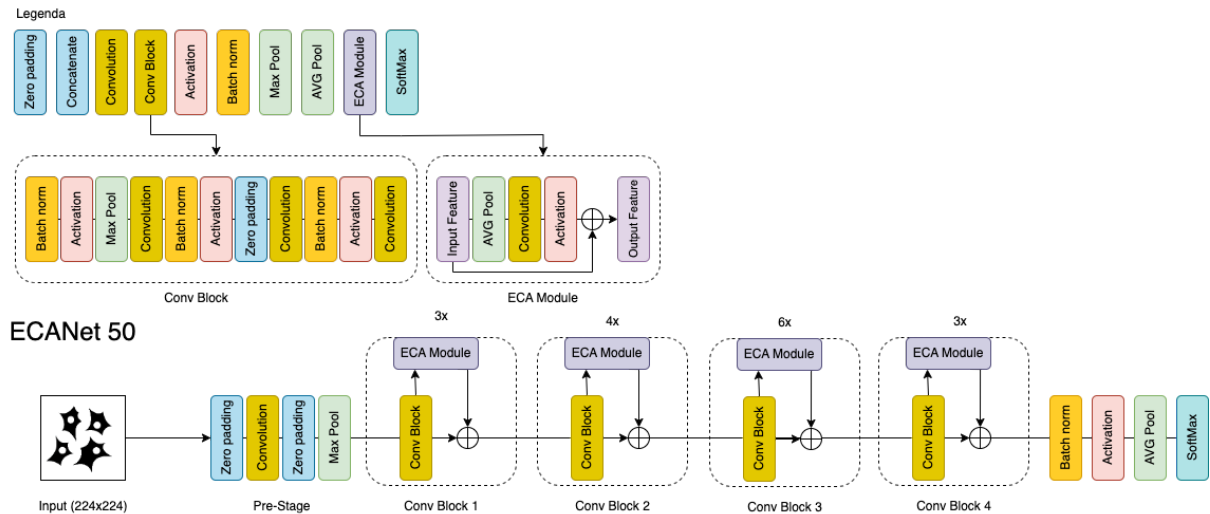 Legenda
Zero padding
Concatenate
Convolution
Conv Block
Activation
Batch norm
Max Pool
AVG Pool
ECA Module
SoftMax
Batch norm
Activation
Max Pool
Convolution
Batch norm
Activation
Zero padding
Convolution
Batch norm
Activation
Convolution
Conv Block
Input Feature
AVG Pool
Convolution
Activation
Output Feature
ECA Module
ECANet 50
3x
4x
6x
3x
ECA Module
ECA Module
ECA Module
ECA Module
Zero padding
Convolution
Zero padding
Max Pool
Conv Block
Conv Block
Conv Block
Conv Block
Batch norm
Activation
AVG Pool
SoftMax
Input (224x224)
Pre-Stage
Conv Block 1
Conv Block 2
Conv Block 3
Conv Block 4